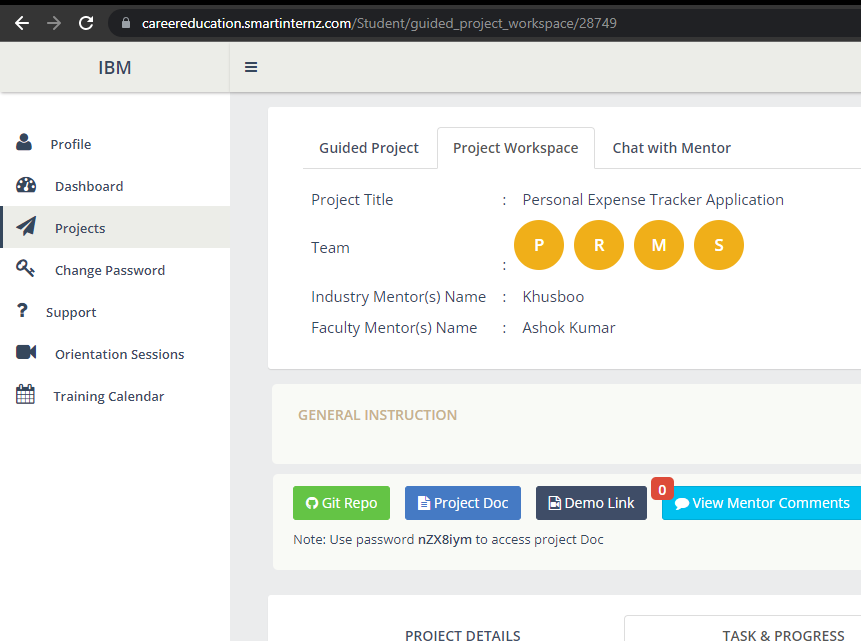 careereducation.smartinternz.com/Student/guided_project_workspace/28749
IBM
Profile
Dashboard
Projects
Change Password
Support
Orientation Sessions
Training Calendar
Guided Project Project Workspace Chat with Mentor
Project Title : Personal Expense Tracker Application
Team : P R M S
Industry Mentor(s) Name : Khusboo
Faculty Mentor(s) Name : Ashok Kumar
GENERAL INSTRUCTION
Git Repo Project Doc Demo Link 0 View Mentor Comments
Note: Use password nZX8iym to access project Doc
PROJECT DETAILS TASK & PROGRESS